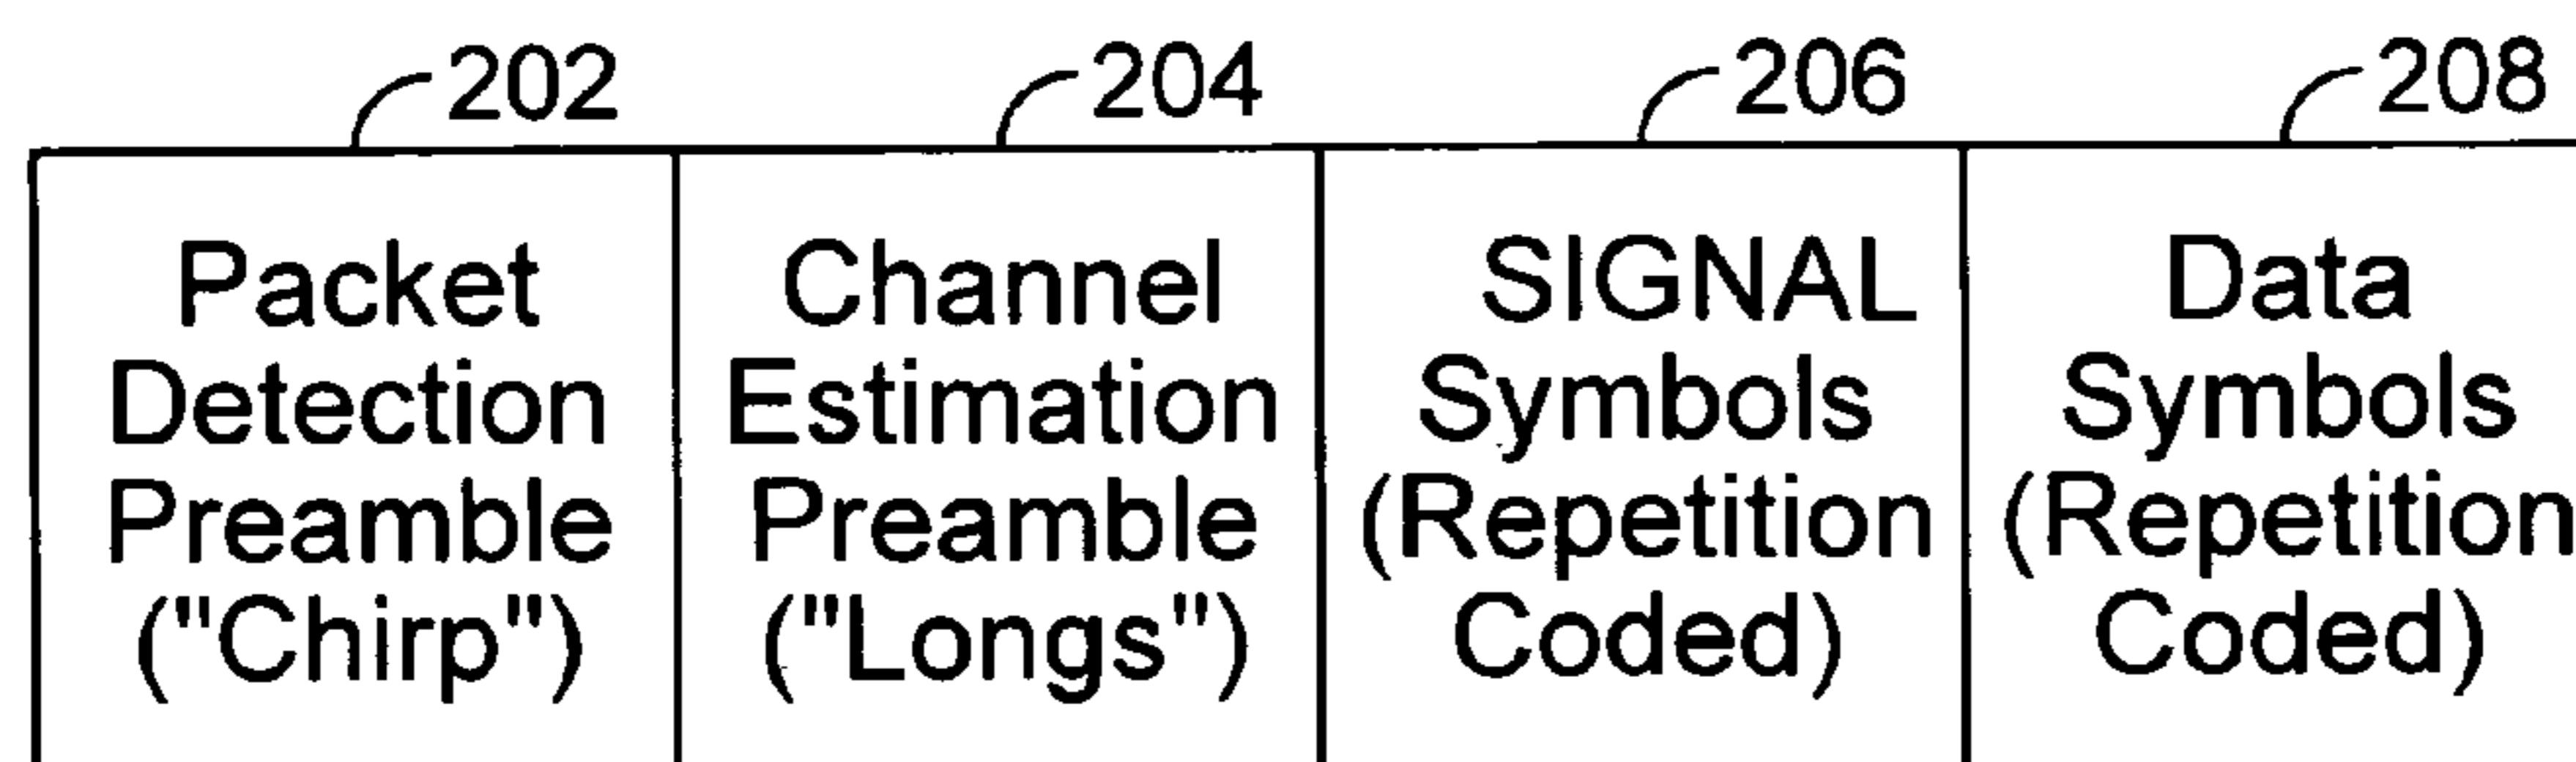 202
204
206
208
Packet
Detection
Preamble
("Chirp")
Channel
Estimation
Preamble
("Longs")
SIGNAL
Symbols
(Repetition
Coded)
Data
Symbols
(Repetition
Coded)